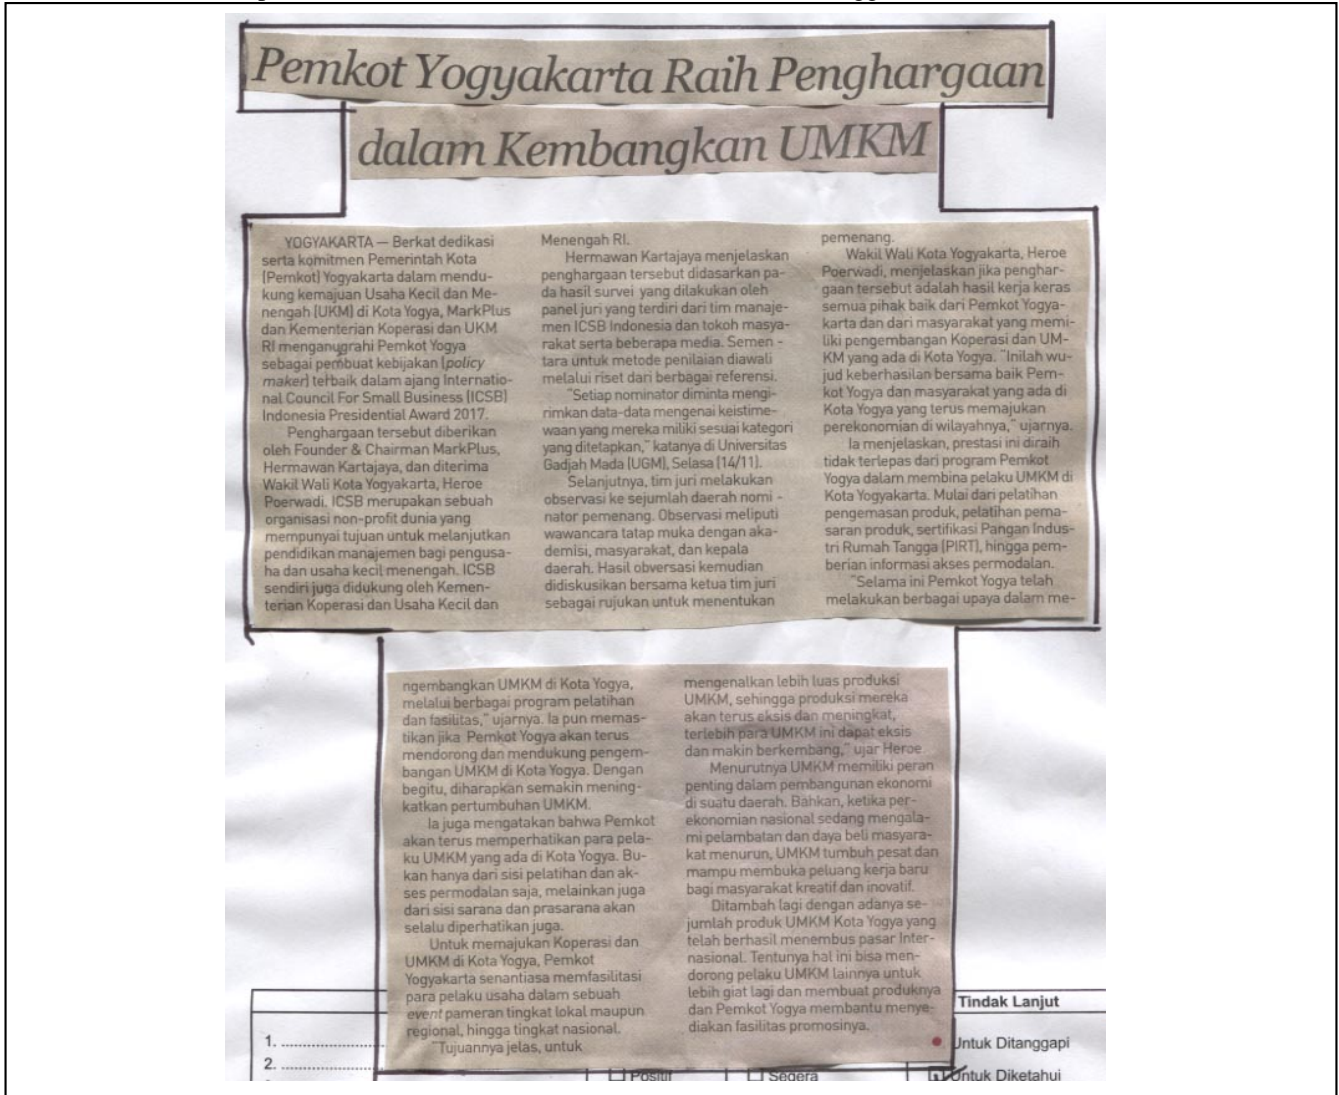 Pemkot Yogyakarta Raih Penghargaan
dalam Kembangkan UMKM
YOGYAKARTA — Berkat dedikasi
serta komitmen Pemerintah Kota
(Pemkot) Yogyakarta dalam mendu-
kung kemajuan Usaha Kecil dan Me-
nengah (UKM) di Kota Yogya, MarkPlus
dan Kementerian Koperasi dan UKM
RI menganugrahi Pemkot Yogya
sebagai pembuat kebijakan (policy
maker) terbaik dalam ajang Internatio-
nal Council For Small Business (ICSB)
Indonesia Presidential Award 2017.
Penghargaan tersebut diberikan
oleh Founder & Chairman MarkPlus,
Hermawan Kartajaya, dan diterima
Wakil Wali Kota Yogyakarta, Heroe
Poerwadi. ICSB merupakan sebuah
organisasi non-profit dunia yang
mempunyai tujuan untuk melanjutkan
pendidikan manajemen bagi pengusa-
ha dan usaha kecil menengah. ICSB
sendiri juga didukung oleh Kemen-
terian Koperasi dan Usaha Kecil dan
Menengah RI.
Hermawan Kartajaya menjelaskan
penghargaan tersebut didasarkan pa-
da hasil survei yang dilakukan oleh
panel juri yang terdiri dari tim manaje-
men ICSB Indonesia dan tokoh masya-
rakat serta beberapa media. Semen -
tara untuk metode penilaian diawali
melalui riset dari berbagai referensi.
"Setiap nominator diminta mengi-
rimkan data-data mengenai keistime-
waan yang mereka miliki sesuai kategori
yang ditetapkan," katanya di Universitas
Gadjah Mada (UGM), Selasa (14/11).
Selanjutnya, tim juri melakukan
observasi ke sejumlah daerah nomi -
nator pemenang. Observasi meliputi
wawancara tatap muka dengan aka-
demisi, masyarakat, dan kepala
daerah. Hasil obversasi kemudian
didiskusikan bersama ketua tim juri
sebagai rujukan untuk menentukan
pemenang.
Wakil Wali Kota Yogyakarta, Heroe
Poerwadi, menjelaskan jika penghar-
gaan tersebut adalah hasil kerja keras
semua pihak baik dari Pemkot Yogya-
karta dan dari masyarakat yang memi-
liki pengembangan Koperasi dan UM-
KM yang ada di Kota Yogya. "Inilah wu-
jud keberhasilan bersama baik Pem-
kot Yogya dan masyarakat yang ada di
Kota Yogya yang terus memajukan
perekonomian di wilayahnya," ujarnya.
Ia menjelaskan, prestasi ini diraih
tidak terlepas dari program Pemkot
Yogya dalam membina pelaku UMKM di
Kota Yogyakarta. Mulai dari pelatihan
pengemasan produk, pelatihan pema-
saran produk, sertifikasi Pangan Indus-
tri Rumah Tangga (PIRT), hingga pem-
berian informasi akses permodalan.
"Selama ini Pemkot Yogya telah
melakukan berbagai upaya dalam me-
ngembangkan UMKM di Kota Yogya,
melalui berbagai program pelatihan
dan fasilitas," ujarnya. Ia pun memas-
tikan jika Pemkot Yogya akan terus
mendorong dan mendukung pengem-
bangan UMKM di Kota Yogya. Dengan
begitu, diharapkan semakin mening-
katkan pertumbuhan UMKM.
Ia juga mengatakan bahwa Pemkot
akan terus memperhatikan para pela-
ku UMKM yang ada di Kota Yogya. Bu-
kan hanya dari sisi pelatihan dan ak-
ses permodalan saja, melainkan juga
dari sisi sarana dan prasarana akan
selalu diperhatikan juga.
Untuk memajukan Koperasi dan
UMKM di Kota Yogya, Pemkot
Yogyakarta senantiasa memfasilitasi
para pelaku usaha dalam sebuah
event pameran tingkat lokal maupun
regional, hingga tingkat nasional.
"Tujuannya jelas, untuk
mengenalkan lebih luas produksi
UMKM, sehingga produksi mereka
akan terus eksis dan meningkat,
terlebih para UMKM ini dapat eksis
dan makin berkembang," ujar Heroe.
Menurutnya UMKM memiliki peran
penting dalam pembangunan ekonomi
di suatu daerah. Bahkan, ketika per-
ekonomian nasional sedang mengala-
mi pelambatan dan daya beli masyara-
kat menurun, UMKM tumbuh pesat dan
mampu membuka peluang kerja baru
bagi masyarakat kreatif dan inovatif.
Ditambah lagi dengan adanya se-
jumlah produk UMKM Kota Yogya yang
telah berhasil menembus pasar Inter-
nasional. Tentunya hal ini bisa men-
dorong pelaku UMKM lainnya untuk
lebih giat lagi dan membuat produknya
dan Pemkot Yogya membantu menye-
diakan fasilitas promosinya.
Tindak Lanjut
1. ..................
Untuk Ditanggapi
2. ..................
Positif
Segera
Untuk Diketahui